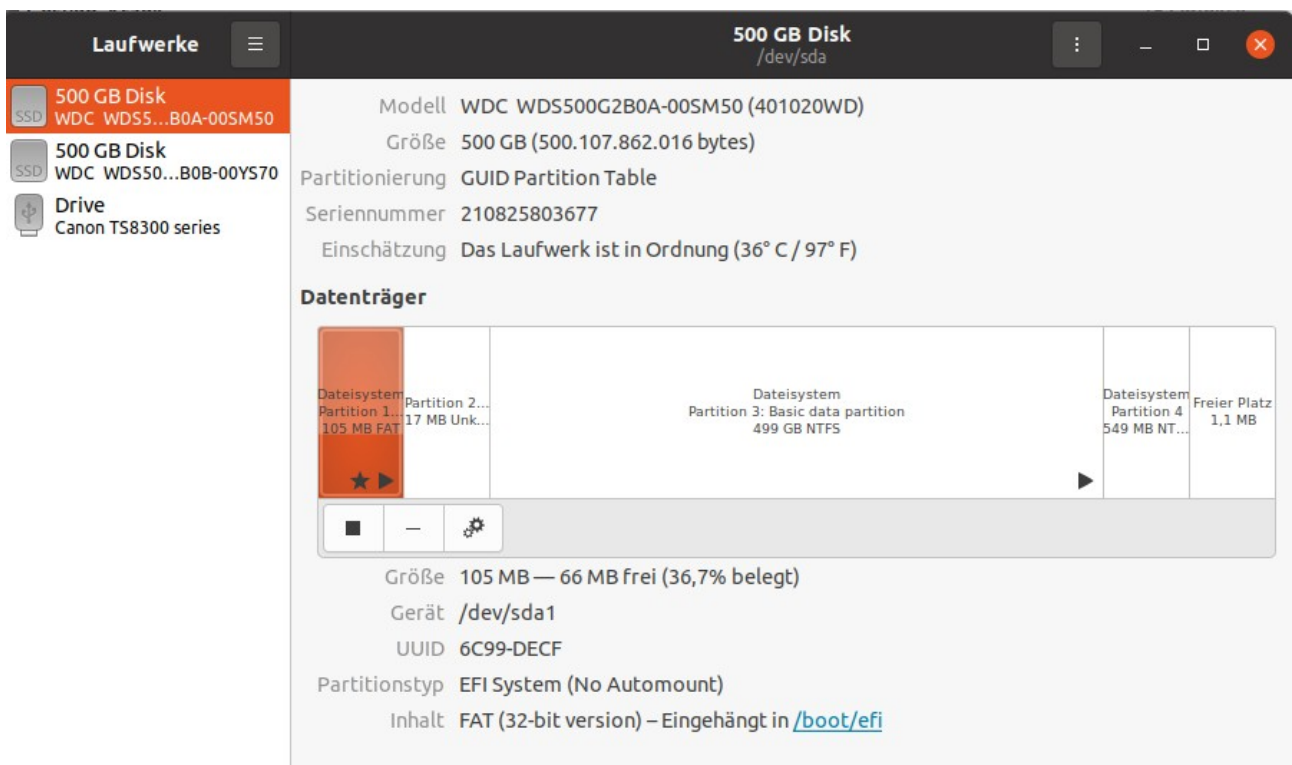 Laufwerke
500 GB Disk
/dev/sda
500 GB Disk
SSD
WDC WDS5...B0A-00SM50
500 GB Disk
SSD
WDC WDS50...B0B-00YS70
Drive
Canon TS8300 series
Modell WDC WDS500G2B0A-00SM50 (401020WD)
Größe 500 GB (500.107.862.016 bytes)
Partitionierung GUID Partition Table
Seriennummer 210825803677
Einschätzung Das Laufwerk ist in Ordnung (36° C / 97° F)
Datenträger
Dateisystem
Partition 1...
105 MB FAT
Partition 2...
17 MB Unk...
Dateisystem
Partition 3: Basic data partition
499 GB NTFS
Dateisystem
Partition 4
549 MB NT...
Freier Platz
1,1 MB
Größe 105 MB — 66 MB frei (36,7% belegt)
Gerät /dev/sda1
UUID 6C99-DECF
Partitionstyp EFI System (No Automount)
Inhalt FAT (32-bit version) – Eingehängt in /boot/efi